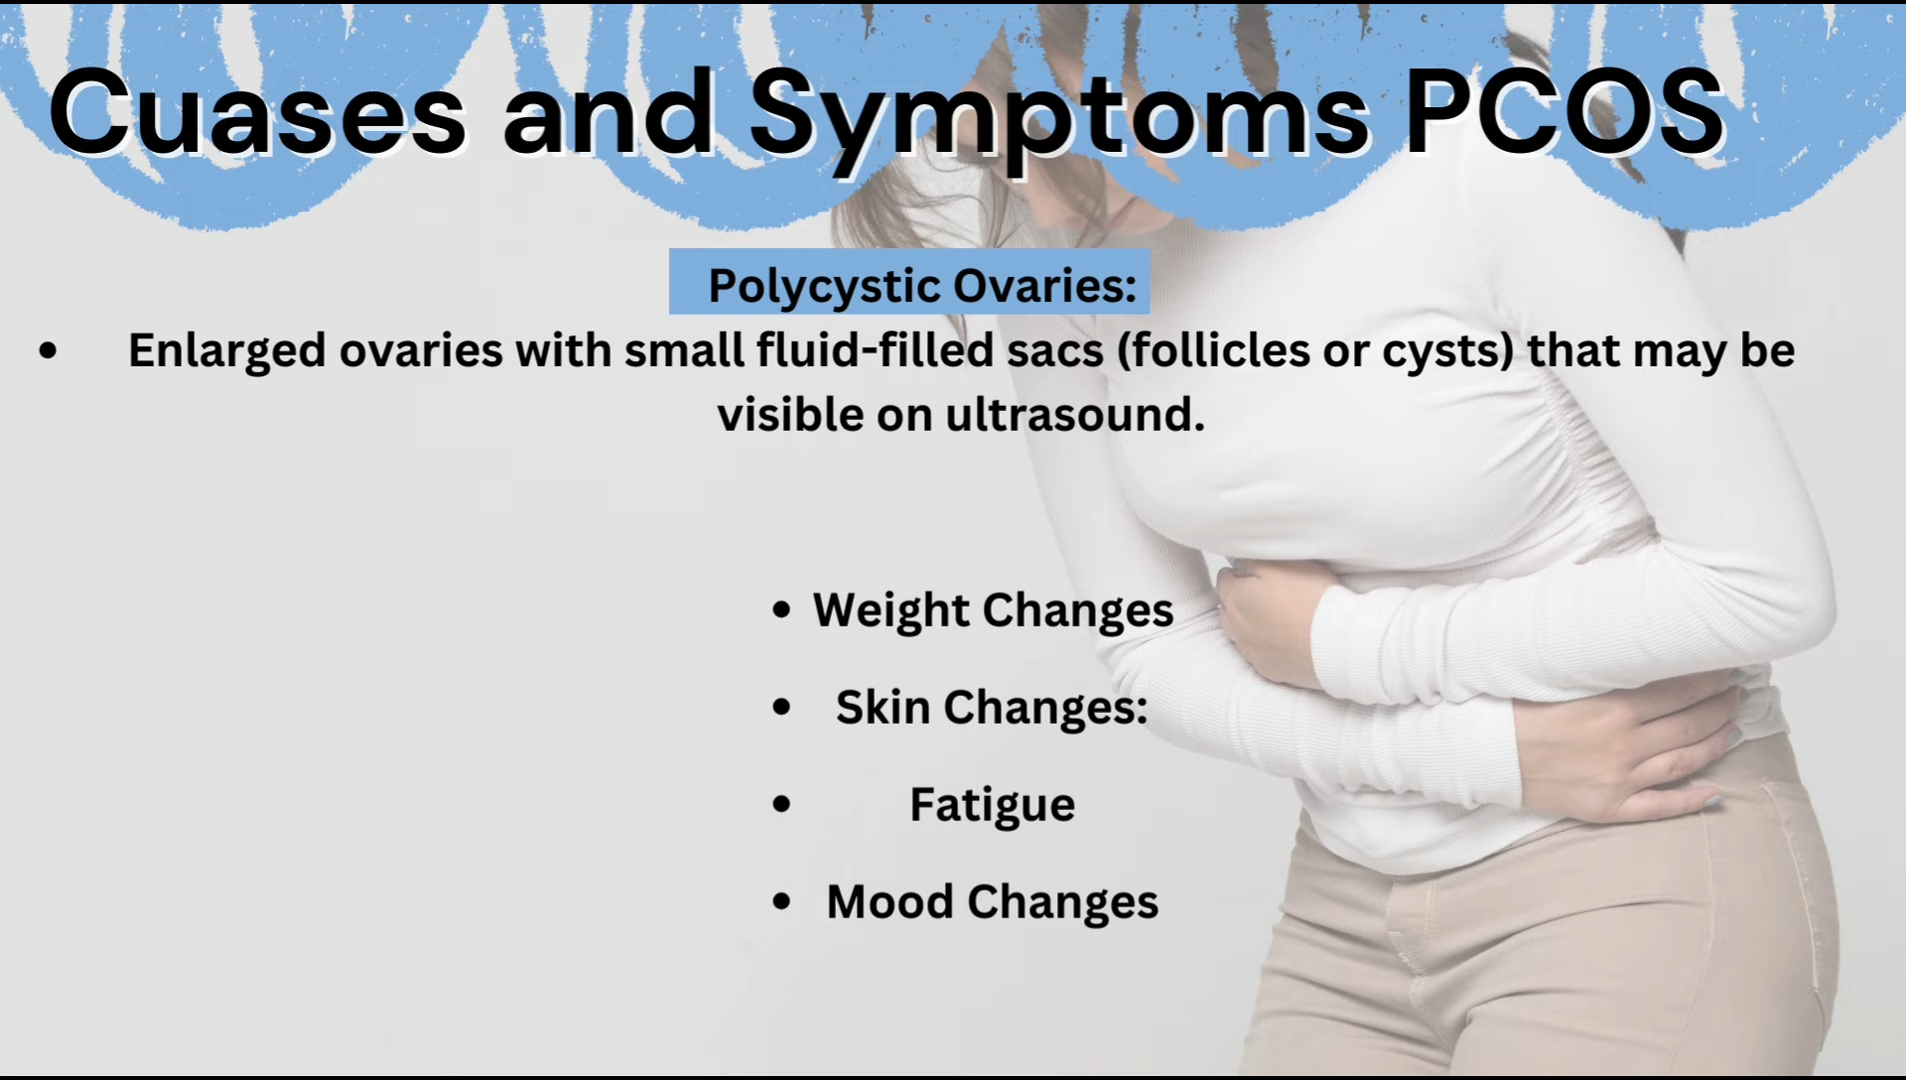 Cuases and Symptoms PCOS
Polycystic Ovaries:
• Enlarged ovaries with small fluid-filled sacs (follicles or cysts) that may be
visible on ultrasound.
• Weight Changes
• Skin Changes:
• Fatigue
• Mood Changes